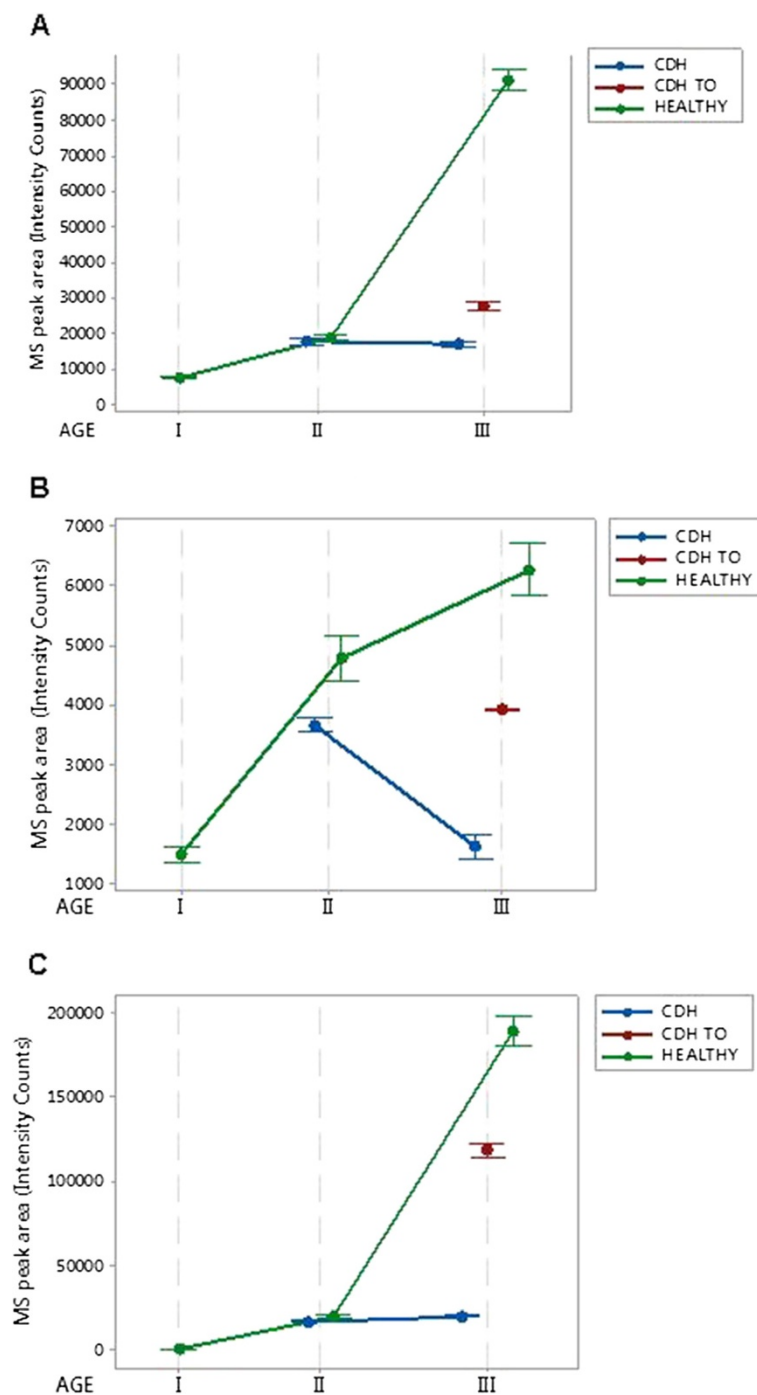 A
CDH
CDH TO
HEALTHY
MS peak area (Intensity Counts)
90000
80000
70000
60000
50000
40000
30000
20000
10000
0
AGE I II III
B
CDH
CDH TO
HEALTHY
MS peak area (Intensity Counts)
7000
6000
5000
4000
3000
2000
1000
AGE I II III
C
CDH
CDH TO
HEALTHY
MS peak area (Intensity Counts)
200000
150000
100000
50000
0
AGE I II III